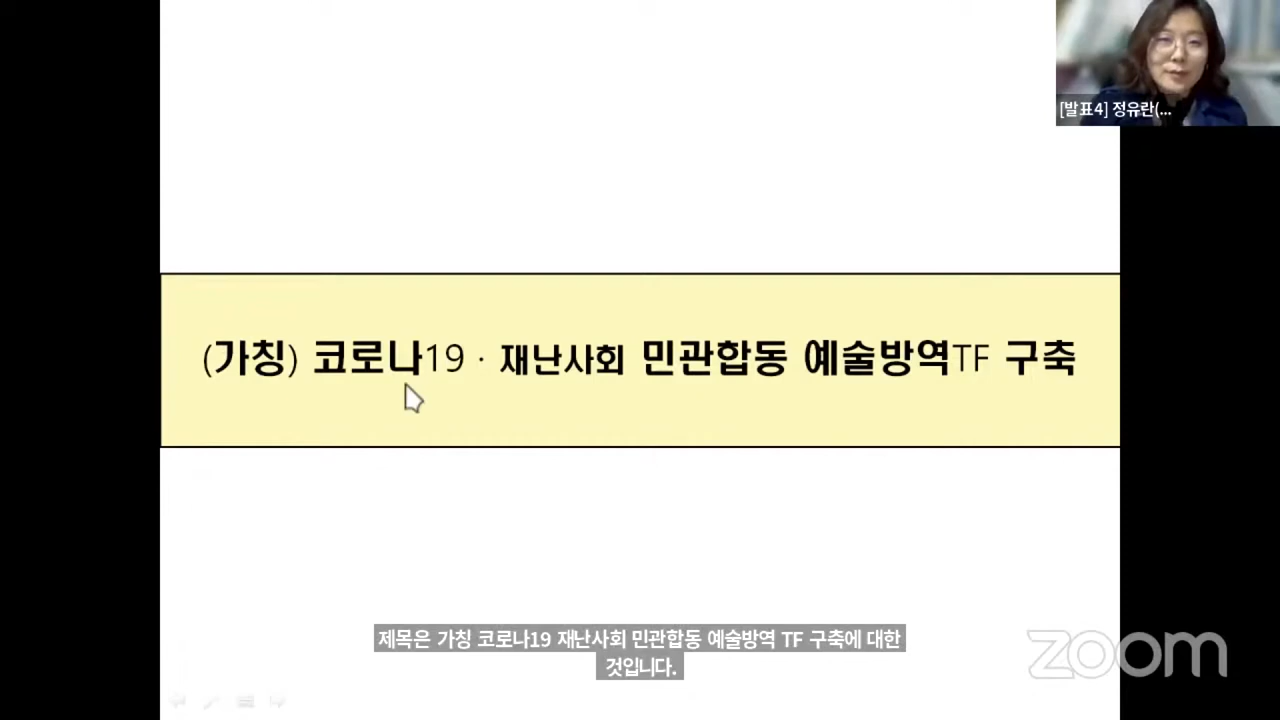 [발표4] 정유란(...
(가칭) 코로나19 · 재난사회 민관합동 예술방역TF 구축
제목은 가칭 코로나19 재난사회 민관합동 예술방역 TF 구축에 대한
것입니다.
zoom